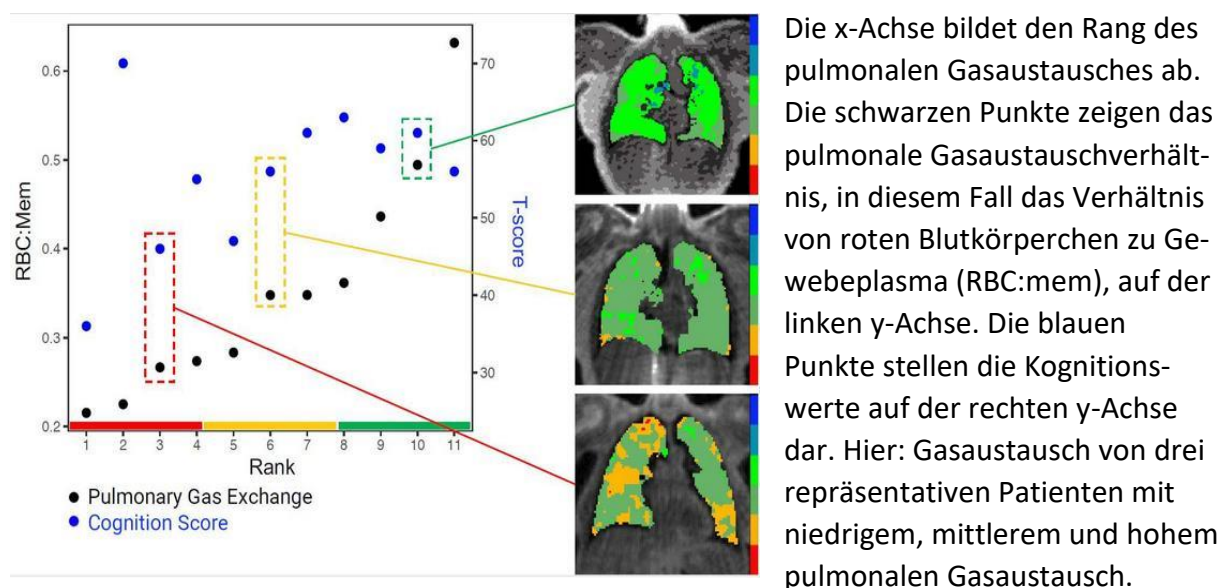 0.6
0.5
0.4
0.3
0.2
RBC:Mem
70
60
50
40
30
T-score
1 2 3 4 5 6 7 8 9 10 11
Rank
Pulmonary Gas Exchange
Cognition Score
Die x-Achse bildet den Rang des
pulmonalen Gasaustausches ab.
Die schwarzen Punkte zeigen das
pulmonale Gasaustauschverhält-
nis, in diesem Fall das Verhältnis
von roten Blutkörperchen zu Ge-
webeplasma (RBC:mem), auf der
linken y-Achse. Die blauen
Punkte stellen die Kognitions-
werte auf der rechten y-Achse
dar. Hier: Gasaustausch von drei
repräsentativen Patienten mit
niedrigem, mittlerem und hohem
pulmonalen Gasaustausch.